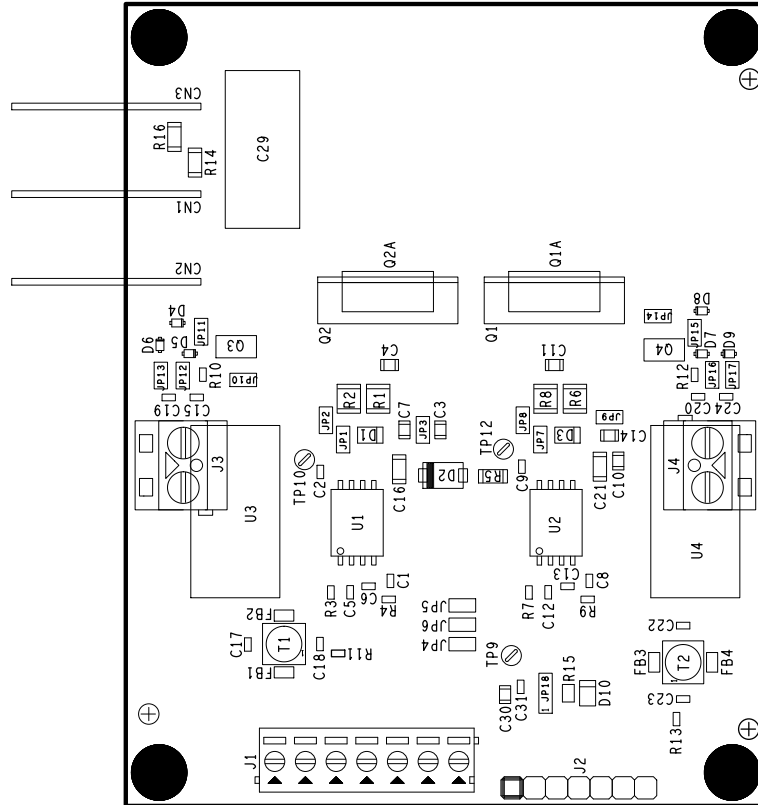 CN3
R16
R14
C29
CN1
CN2
Q2A
Q1A
Q2
Q1
D4
D6
D5
JP11
Q3
JP13
JP12
R10
JP10
C19
C15
D8
JP14
JP15
D7
D9
Q4
R12
JP16
JP17
C20
C24
C4
C11
R2
R1
R8
R6
JP2
JP1
D1
C7
JP3
C3
TP12
JP8
JP7
D3
JP9
C14
J3
J4
TP10
C2
C16
D2
R5
C9
C21
C10
U3
U1
U2
U4
R3
C5
C6
C1
R4
R7
C12
C13
C8
R9
JP5
JP6
JP4
FB2
C17
T1
1
C18
FB1
R11
TP9
C22
FB3
T2
1
FB4
C23
R13
C30
C31
JP18
1
R15
D10
J1
J2